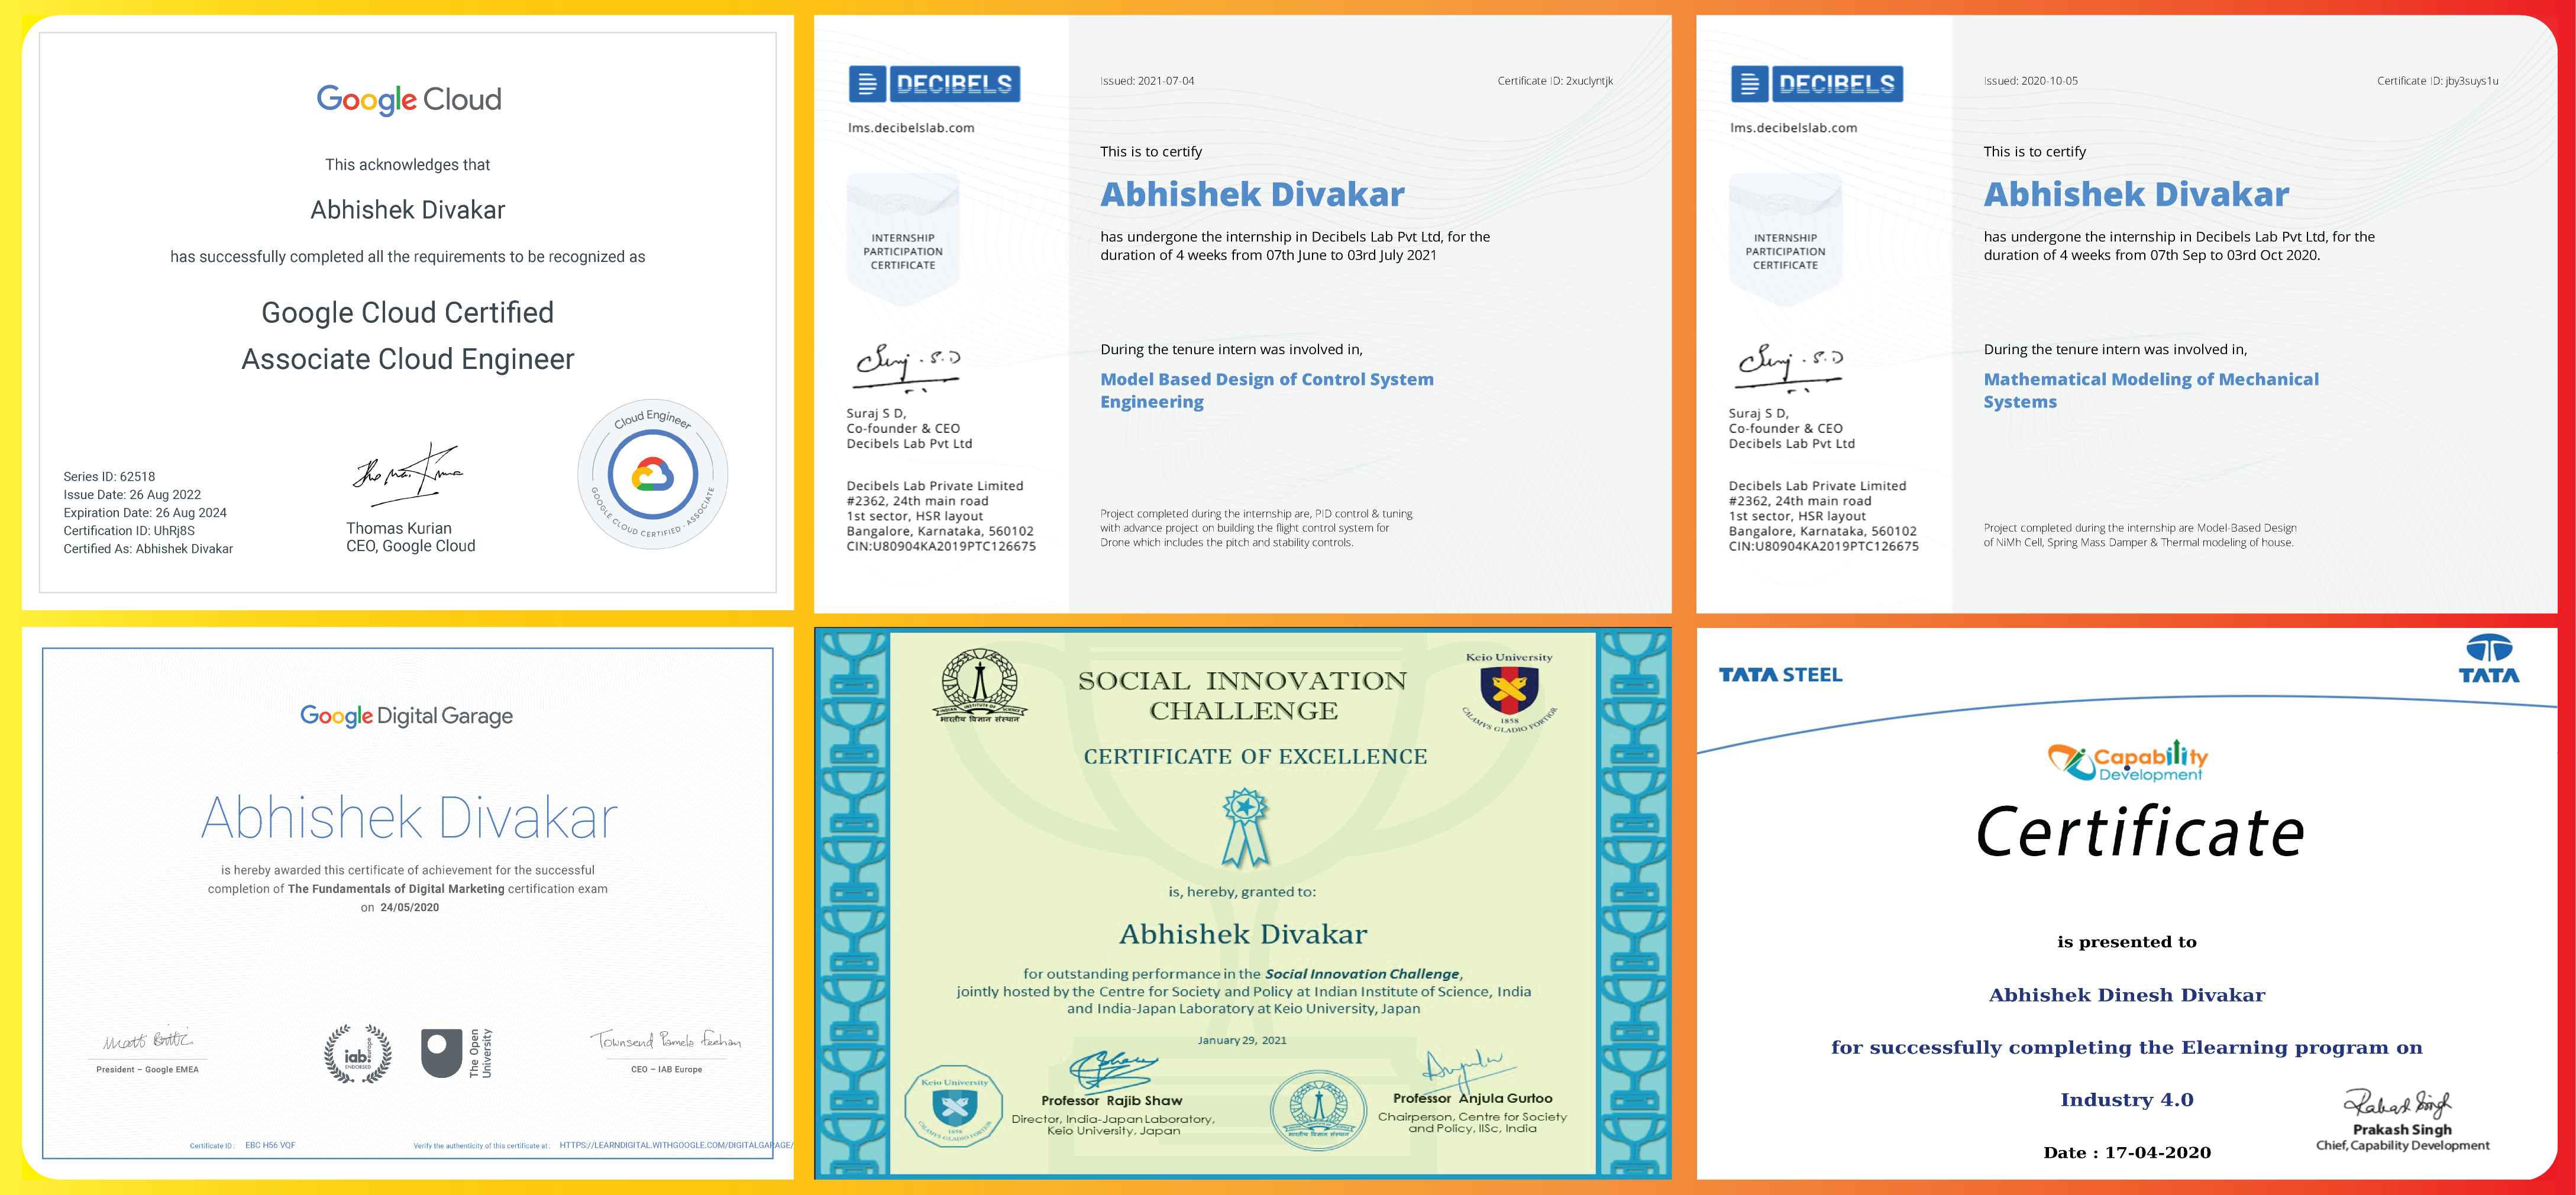 Google Cloud
This acknowledges that
Abhishek Divakar
has successfully completed all the requirements to be recognized as
Google Cloud Certified
Associate Cloud Engineer
Series ID: 62518
Issue Date: 26 Aug 2022
Expiration Date: 26 Aug 2024
Certification ID: UhRj8S
Certified As: Abhishek Divakar
Thomas Kurian
CEO, Google Cloud
Cloud Engineer
GOOGLE CLOUD CERTIFIED · ASSOCIATE
DECIBELS
lms.decibelslab.com
INTERNSHIP
PARTICIPATION
CERTIFICATE
Suraj S D,
Co-founder & CEO
Decibels Lab Pvt Ltd
Decibels Lab Private Limited
#2362, 24th main road
1st sector, HSR layout
Bangalore, Karnataka, 560102
CIN:U80904KA2019PTC126675
Issued: 2021-07-04
Certificate ID: 2xuclyntjk
This is to certify
Abhishek Divakar
has undergone the internship in Decibels Lab Pvt Ltd, for the
duration of 4 weeks from 07th June to 03rd July 2021
During the tenure intern was involved in,
Model Based Design of Control System
Engineering
Project completed during the internship are, PID control & tuning
with advance project on building the flight control system for
Drone which includes the pitch and stability controls.
DECIBELS
lms.decibelslab.com
INTERNSHIP
PARTICIPATION
CERTIFICATE
Suraj S D,
Co-founder & CEO
Decibels Lab Pvt Ltd
Decibels Lab Private Limited
#2362, 24th main road
1st sector, HSR layout
Bangalore, Karnataka, 560102
CIN:U80904KA2019PTC126675
Issued: 2020-10-05
Certificate ID: jby3suys1u
This is to certify
Abhishek Divakar
has undergone the internship in Decibels Lab Pvt Ltd, for the
duration of 4 weeks from 07th Sep to 03rd Oct 2020.
During the tenure intern was involved in,
Mathematical Modeling of Mechanical
Systems
Project completed during the internship are Model-Based Design
of NiMh Cell, Spring Mass Damper & Thermal modeling of house.
Google Digital Garage
Abhishek Divakar
is hereby awarded this certificate of achievement for the successful
completion of The Fundamentals of Digital Marketing certification exam
on 24/05/2020
President – Google EMEA
iab europe
ENDORSED
The Open
University
Townsend Pamela Feehan
CEO – IAB Europe
Certificate ID : EBC H56 VQF
Verify the authenticity of this certificate at : HTTPS://LEARNDIGITAL.WITHGOOGLE.COM/DIGITALGARAGE/
INDIAN INSTITUTE OF SCIENCE
भारतीय विज्ञान संस्थान
SOCIAL INNOVATION
CHALLENGE
Keio University
1858
CALAMVS GLADIO FORTIOR
CERTIFICATE OF EXCELLENCE
is, hereby, granted to:
Abhishek Divakar
for outstanding performance in the Social Innovation Challenge,
jointly hosted by the Centre for Society and Policy at Indian Institute of Science, India
and India-Japan Laboratory at Keio University, Japan
January 29, 2021
Keio University
1858
CALAMVS GLADIO FORTIOR
Professor Rajib Shaw
Director, India-Japan Laboratory,
Keio University, Japan
भारतीय विज्ञान संस्थान
Professor Anjula Gurtoo
Chairperson, Centre for Society
and Policy, IISc, India
TATA STEEL
TATA
Capability
Development
Certificate
is presented to
Abhishek Dinesh Divakar
for successfully completing the Elearning program on
Industry 4.0
Date : 17-04-2020
Prakash Singh
Chief, Capability Development